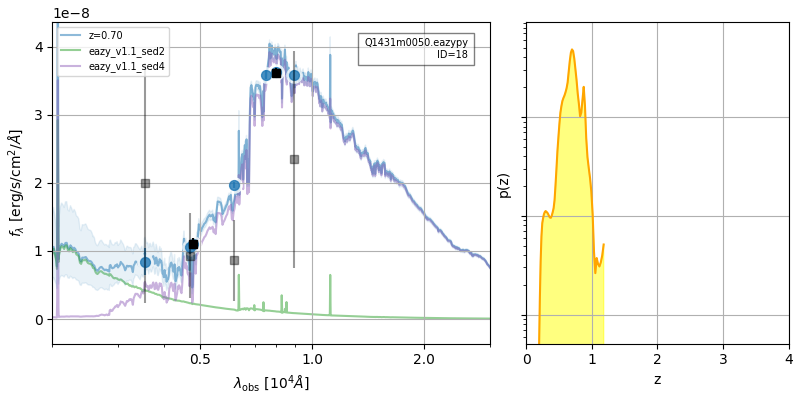 1e−8
z=0.70
eazy_v1.1_sed2
eazy_v1.1_sed4
Q1431m0050.eazypy
ID=18
4
3
2
1
0
fλ [erg/s/cm²/Å]
0.5
1.0
2.0
λobs [10⁴Å]
p(z)
0
1
2
3
4
z